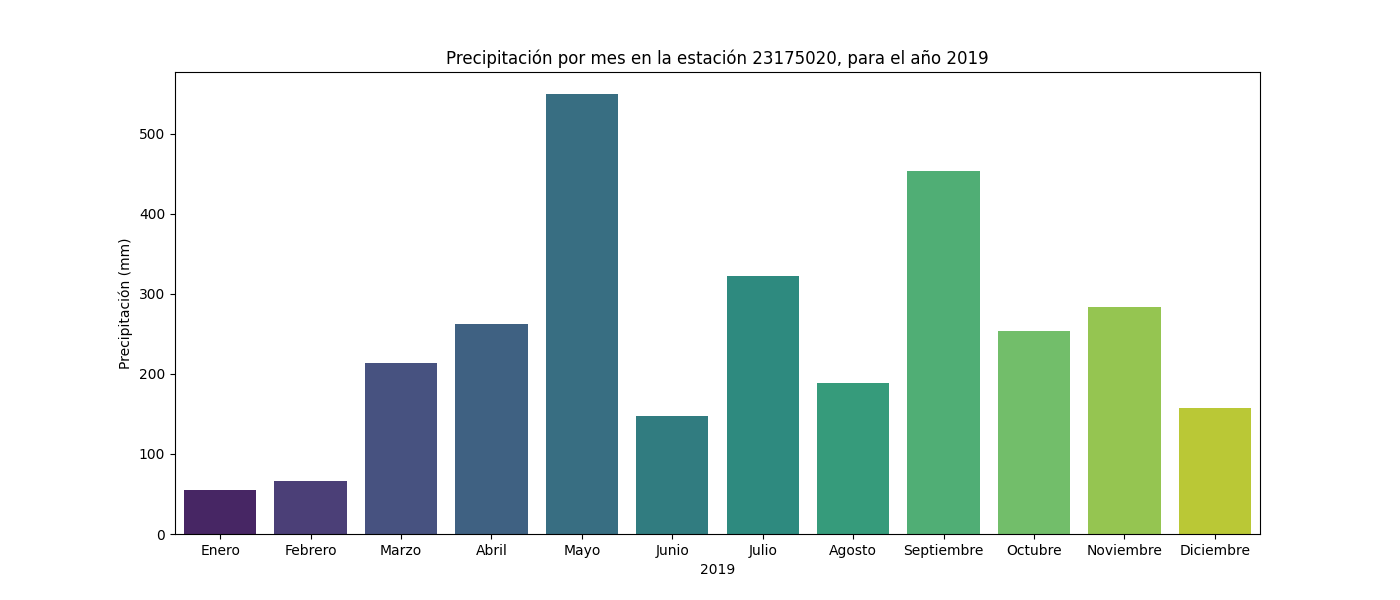 Precipitación por mes en la estación 23175020, para el año 2019
Precipitación (mm)
500
400
300
200
100
0
Enero Febrero Marzo Abril Mayo Junio Julio Agosto Septiembre Octubre Noviembre Diciembre
2019